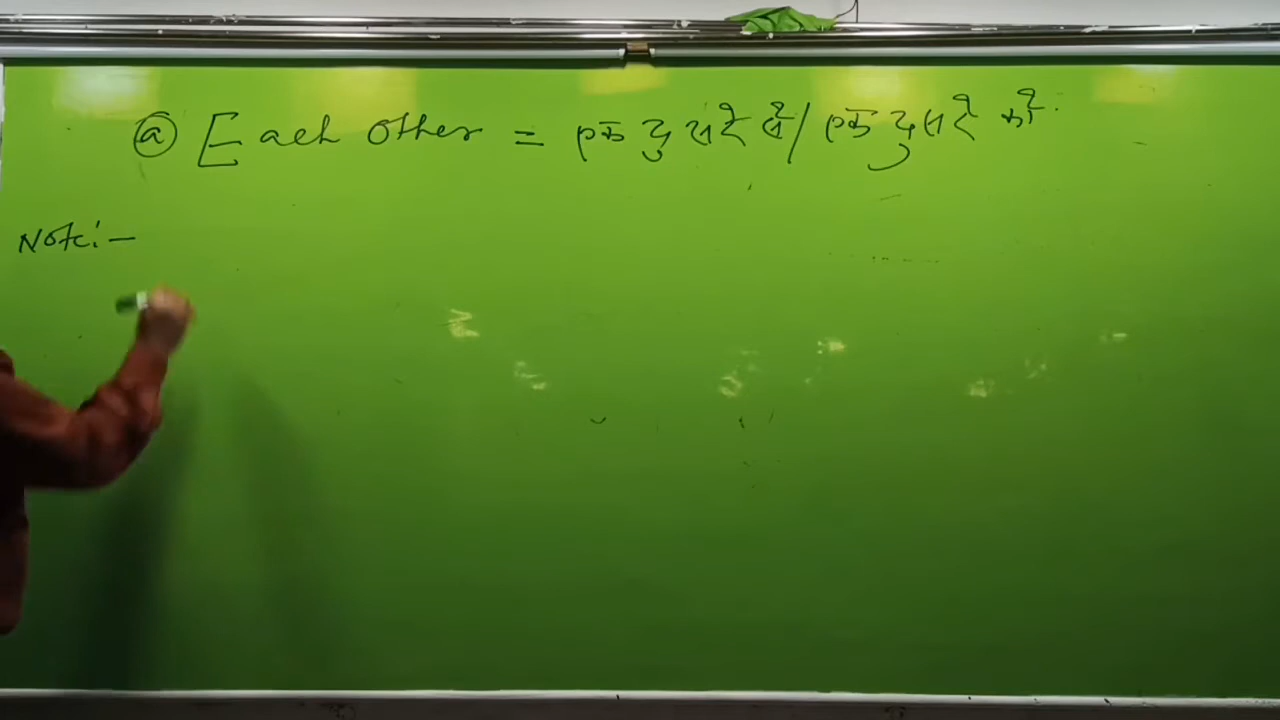 ⓐ Each other = एक दुसरे से/ एक दुसरे को.
Note:-